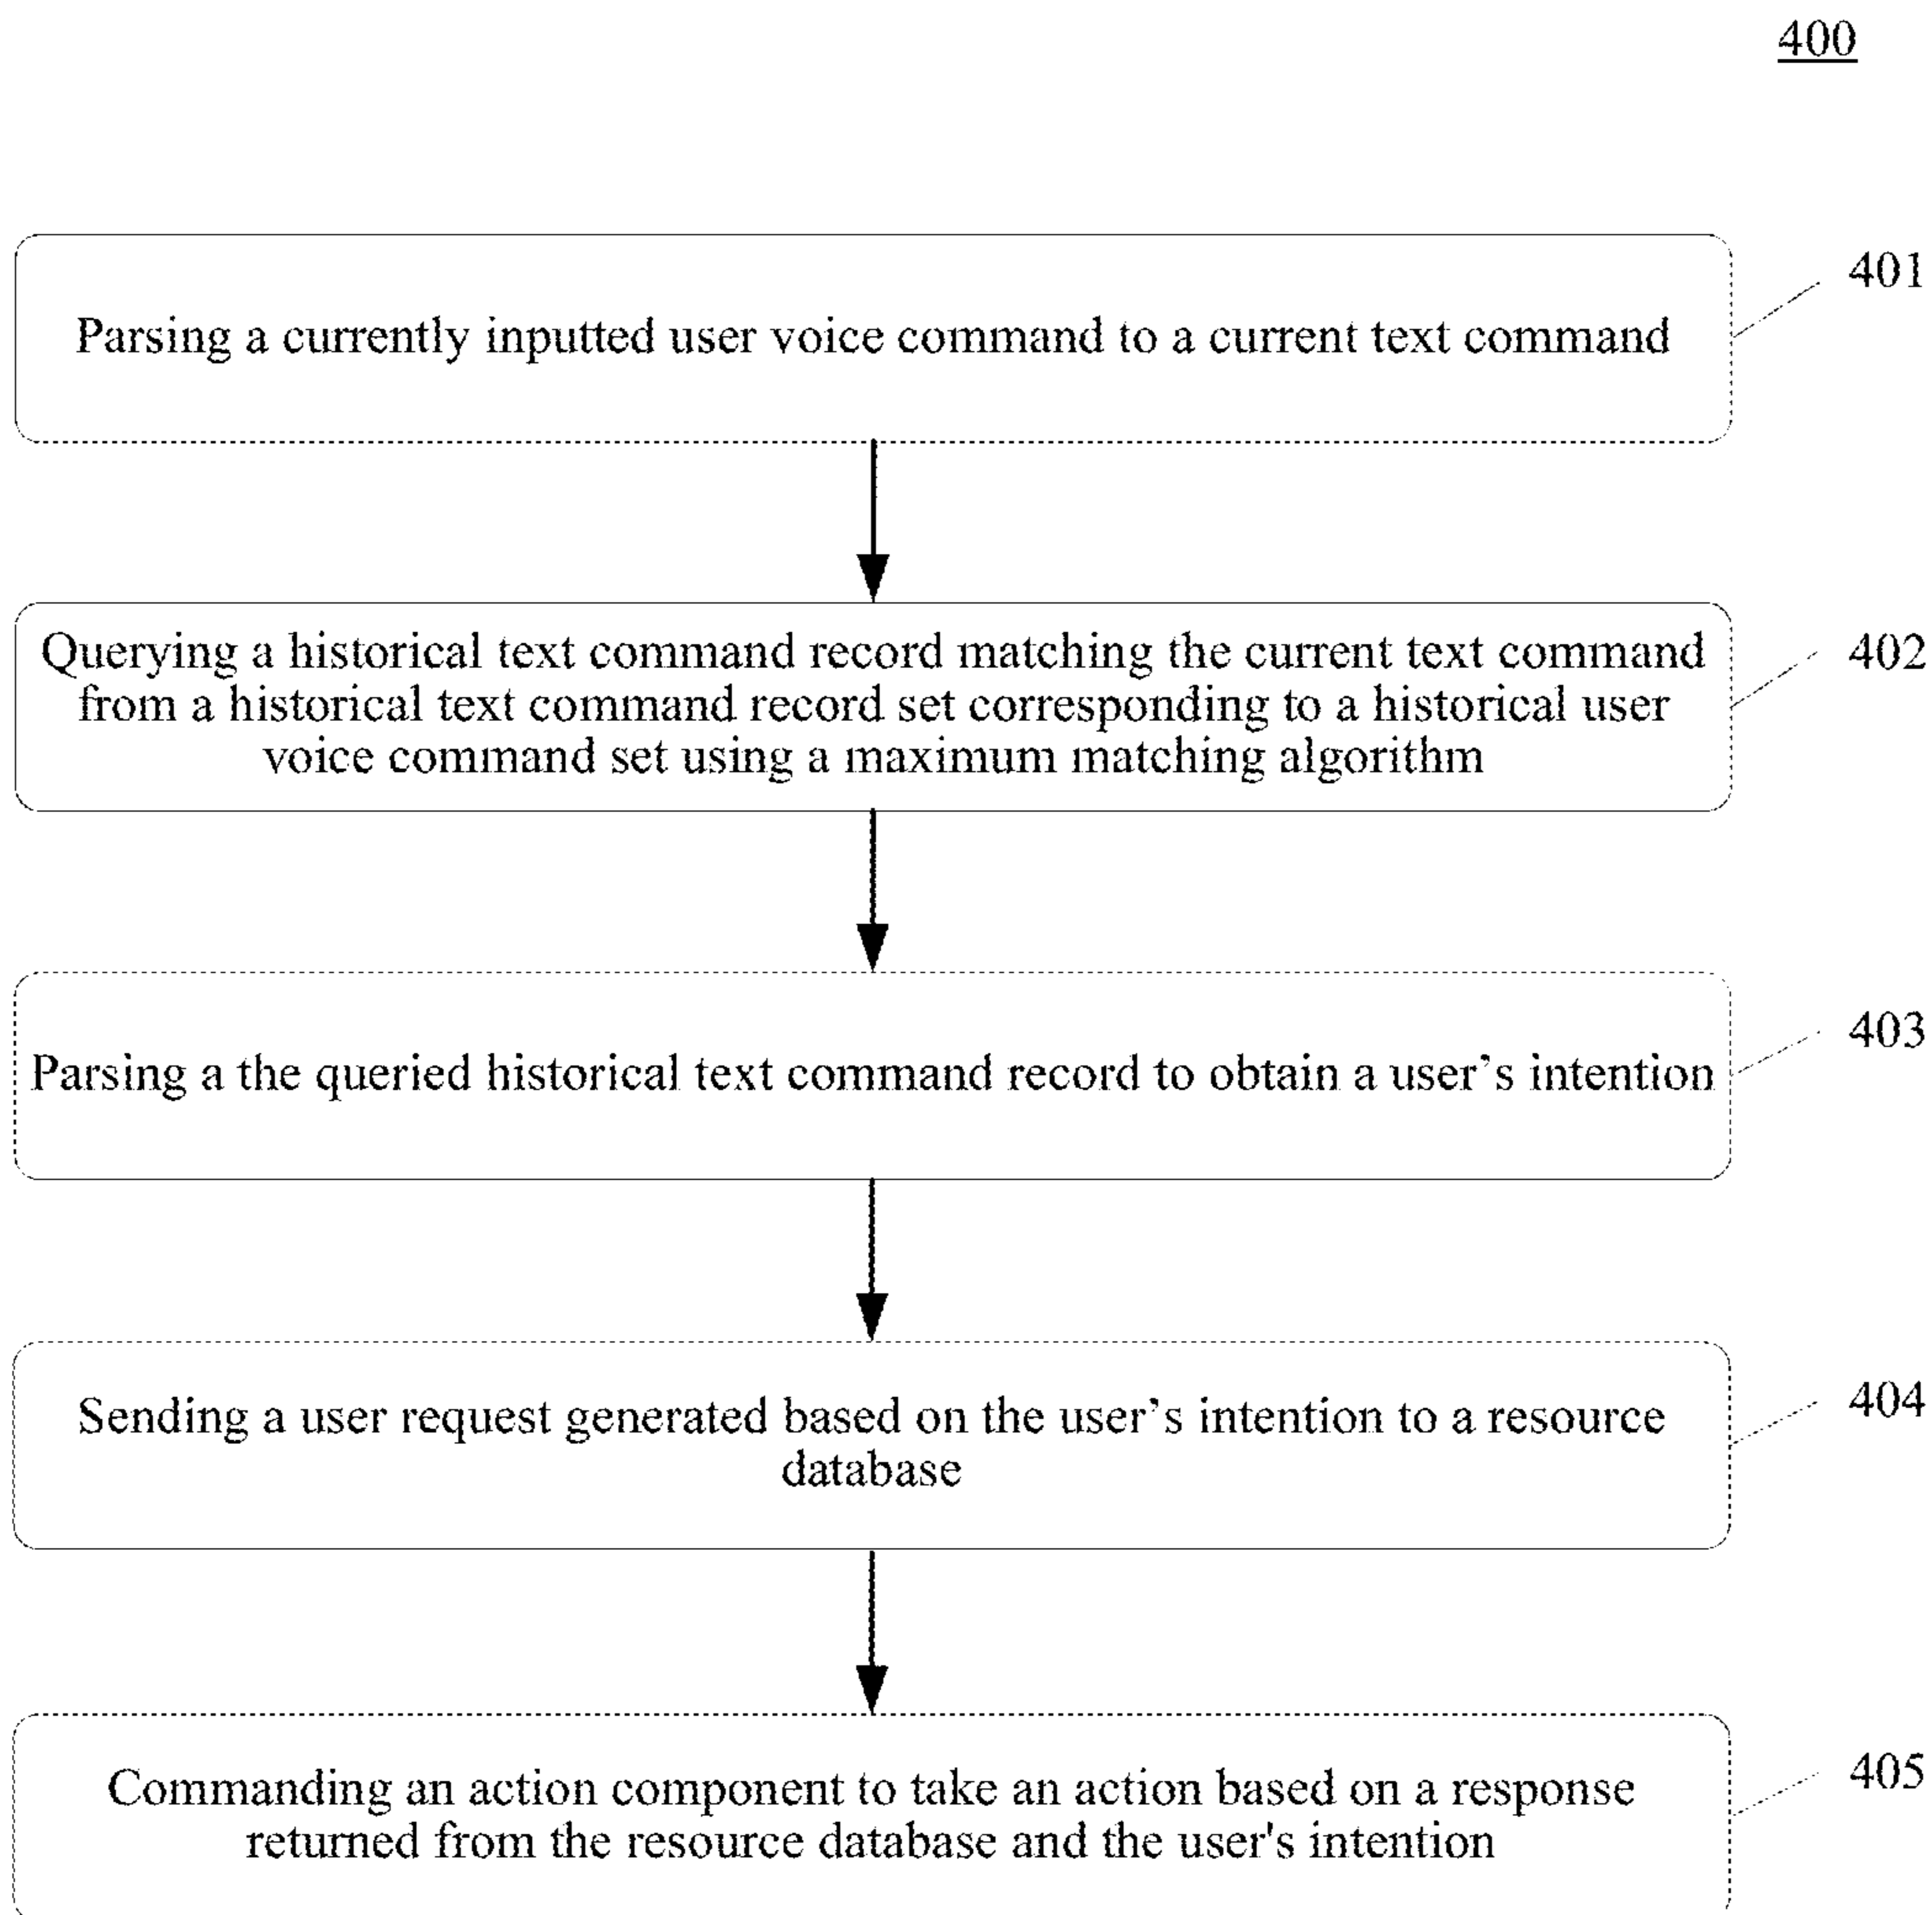 400
Parsing a currently inputted user voice command to a current text command
401
Querying a historical text command record matching the current text command
from a historical text command record set corresponding to a historical user
voice command set using a maximum matching algorithm
402
Parsing a the queried historical text command record to obtain a user’s intention
403
Sending a user request generated based on the user’s intention to a resource
database
404
Commanding an action component to take an action based on a response
returned from the resource database and the user's intention
405